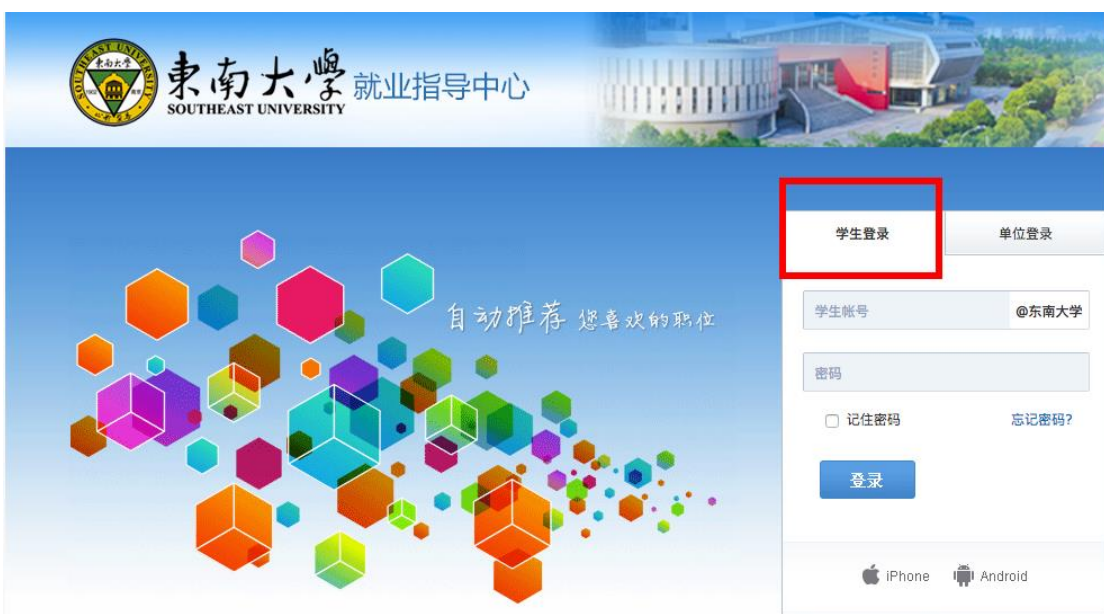 東南大學
SOUTHEAST UNIVERSITY
就业指导中心
学生登录
单位登录
自动推荐 您喜欢的职位
学生帐号
@东南大学
密码
记住密码
忘记密码?
登录
iPhone
Android